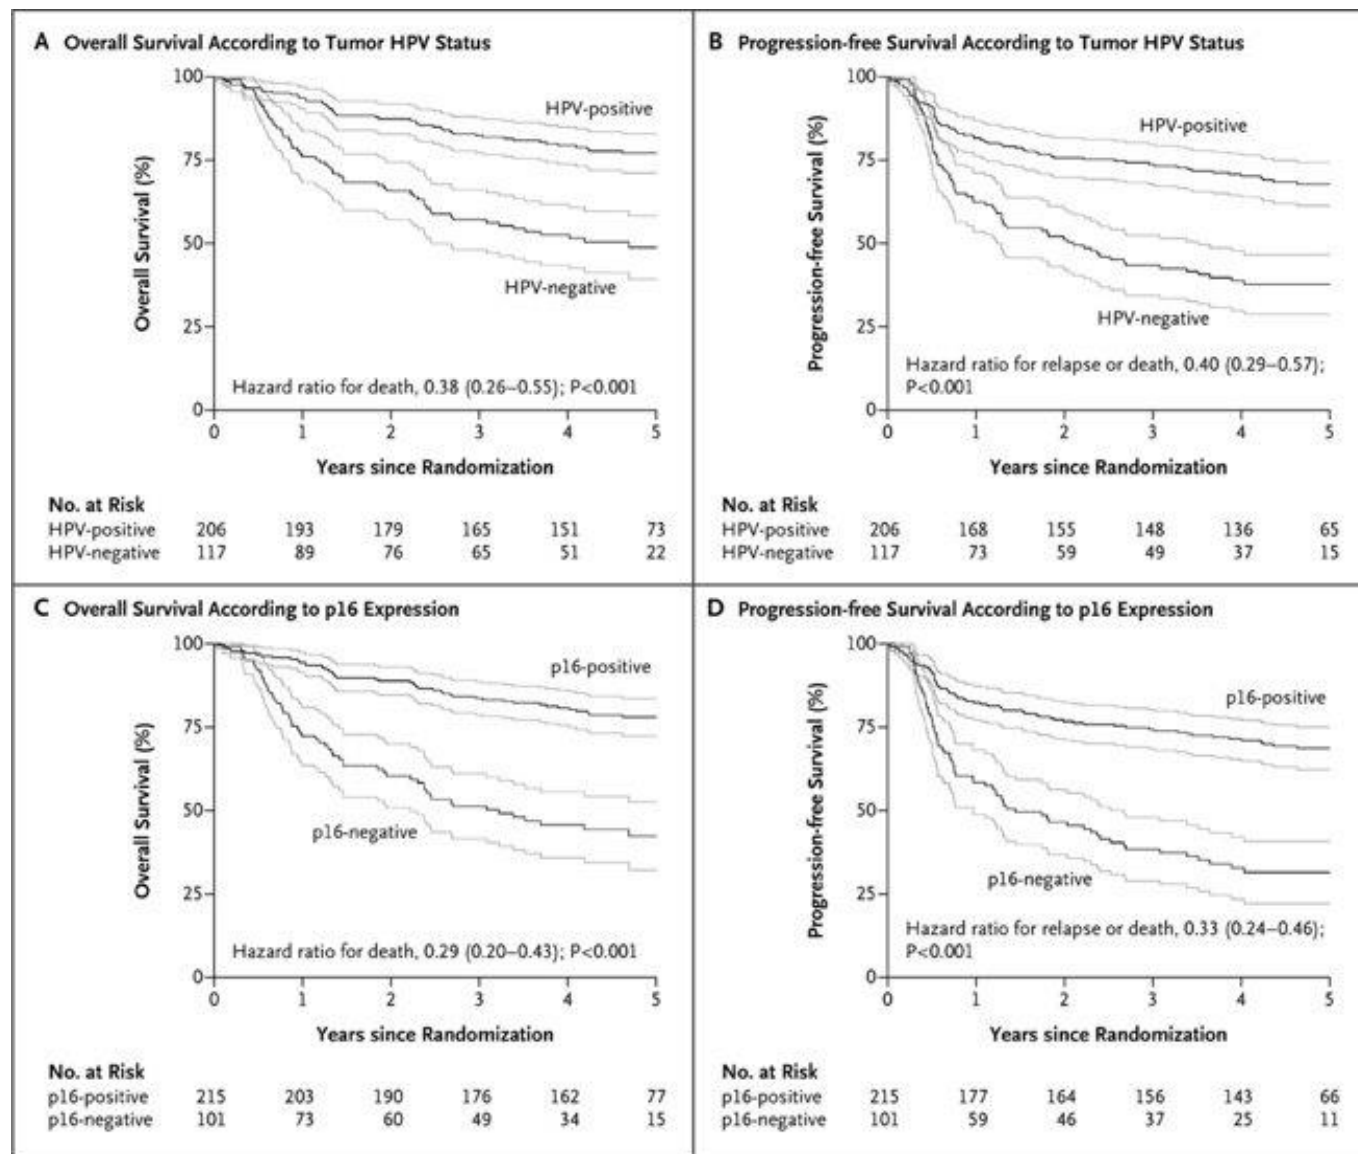 A Overall Survival According to Tumor HPV Status
100
75
50
25
0
Overall Survival (%)
HPV-positive
HPV-negative
Hazard ratio for death, 0.38 (0.26–0.55); P<0.001
0 1 2 3 4 5
Years since Randomization
No. at Risk
HPV-positive 206 193 179 165 151 73
HPV-negative 117 89 76 65 51 22
B Progression-free Survival According to Tumor HPV Status
100
75
50
25
0
Progression-free Survival (%)
HPV-positive
HPV-negative
Hazard ratio for relapse or death, 0.40 (0.29–0.57);
P<0.001
0 1 2 3 4 5
Years since Randomization
No. at Risk
HPV-positive 206 168 155 148 136 65
HPV-negative 117 73 59 49 37 15
C Overall Survival According to p16 Expression
100
75
50
25
0
Overall Survival (%)
p16-positive
p16-negative
Hazard ratio for death, 0.29 (0.20–0.43); P<0.001
0 1 2 3 4 5
Years since Randomization
No. at Risk
p16-positive 215 203 190 176 162 77
p16-negative 101 73 60 49 34 15
D Progression-free Survival According to p16 Expression
100
75
50
25
0
Progression-free Survival (%)
p16-positive
p16-negative
Hazard ratio for relapse or death, 0.33 (0.24–0.46);
P<0.001
0 1 2 3 4 5
Years since Randomization
No. at Risk
p16-positive 215 177 164 156 143 66
p16-negative 101 59 46 37 25 11